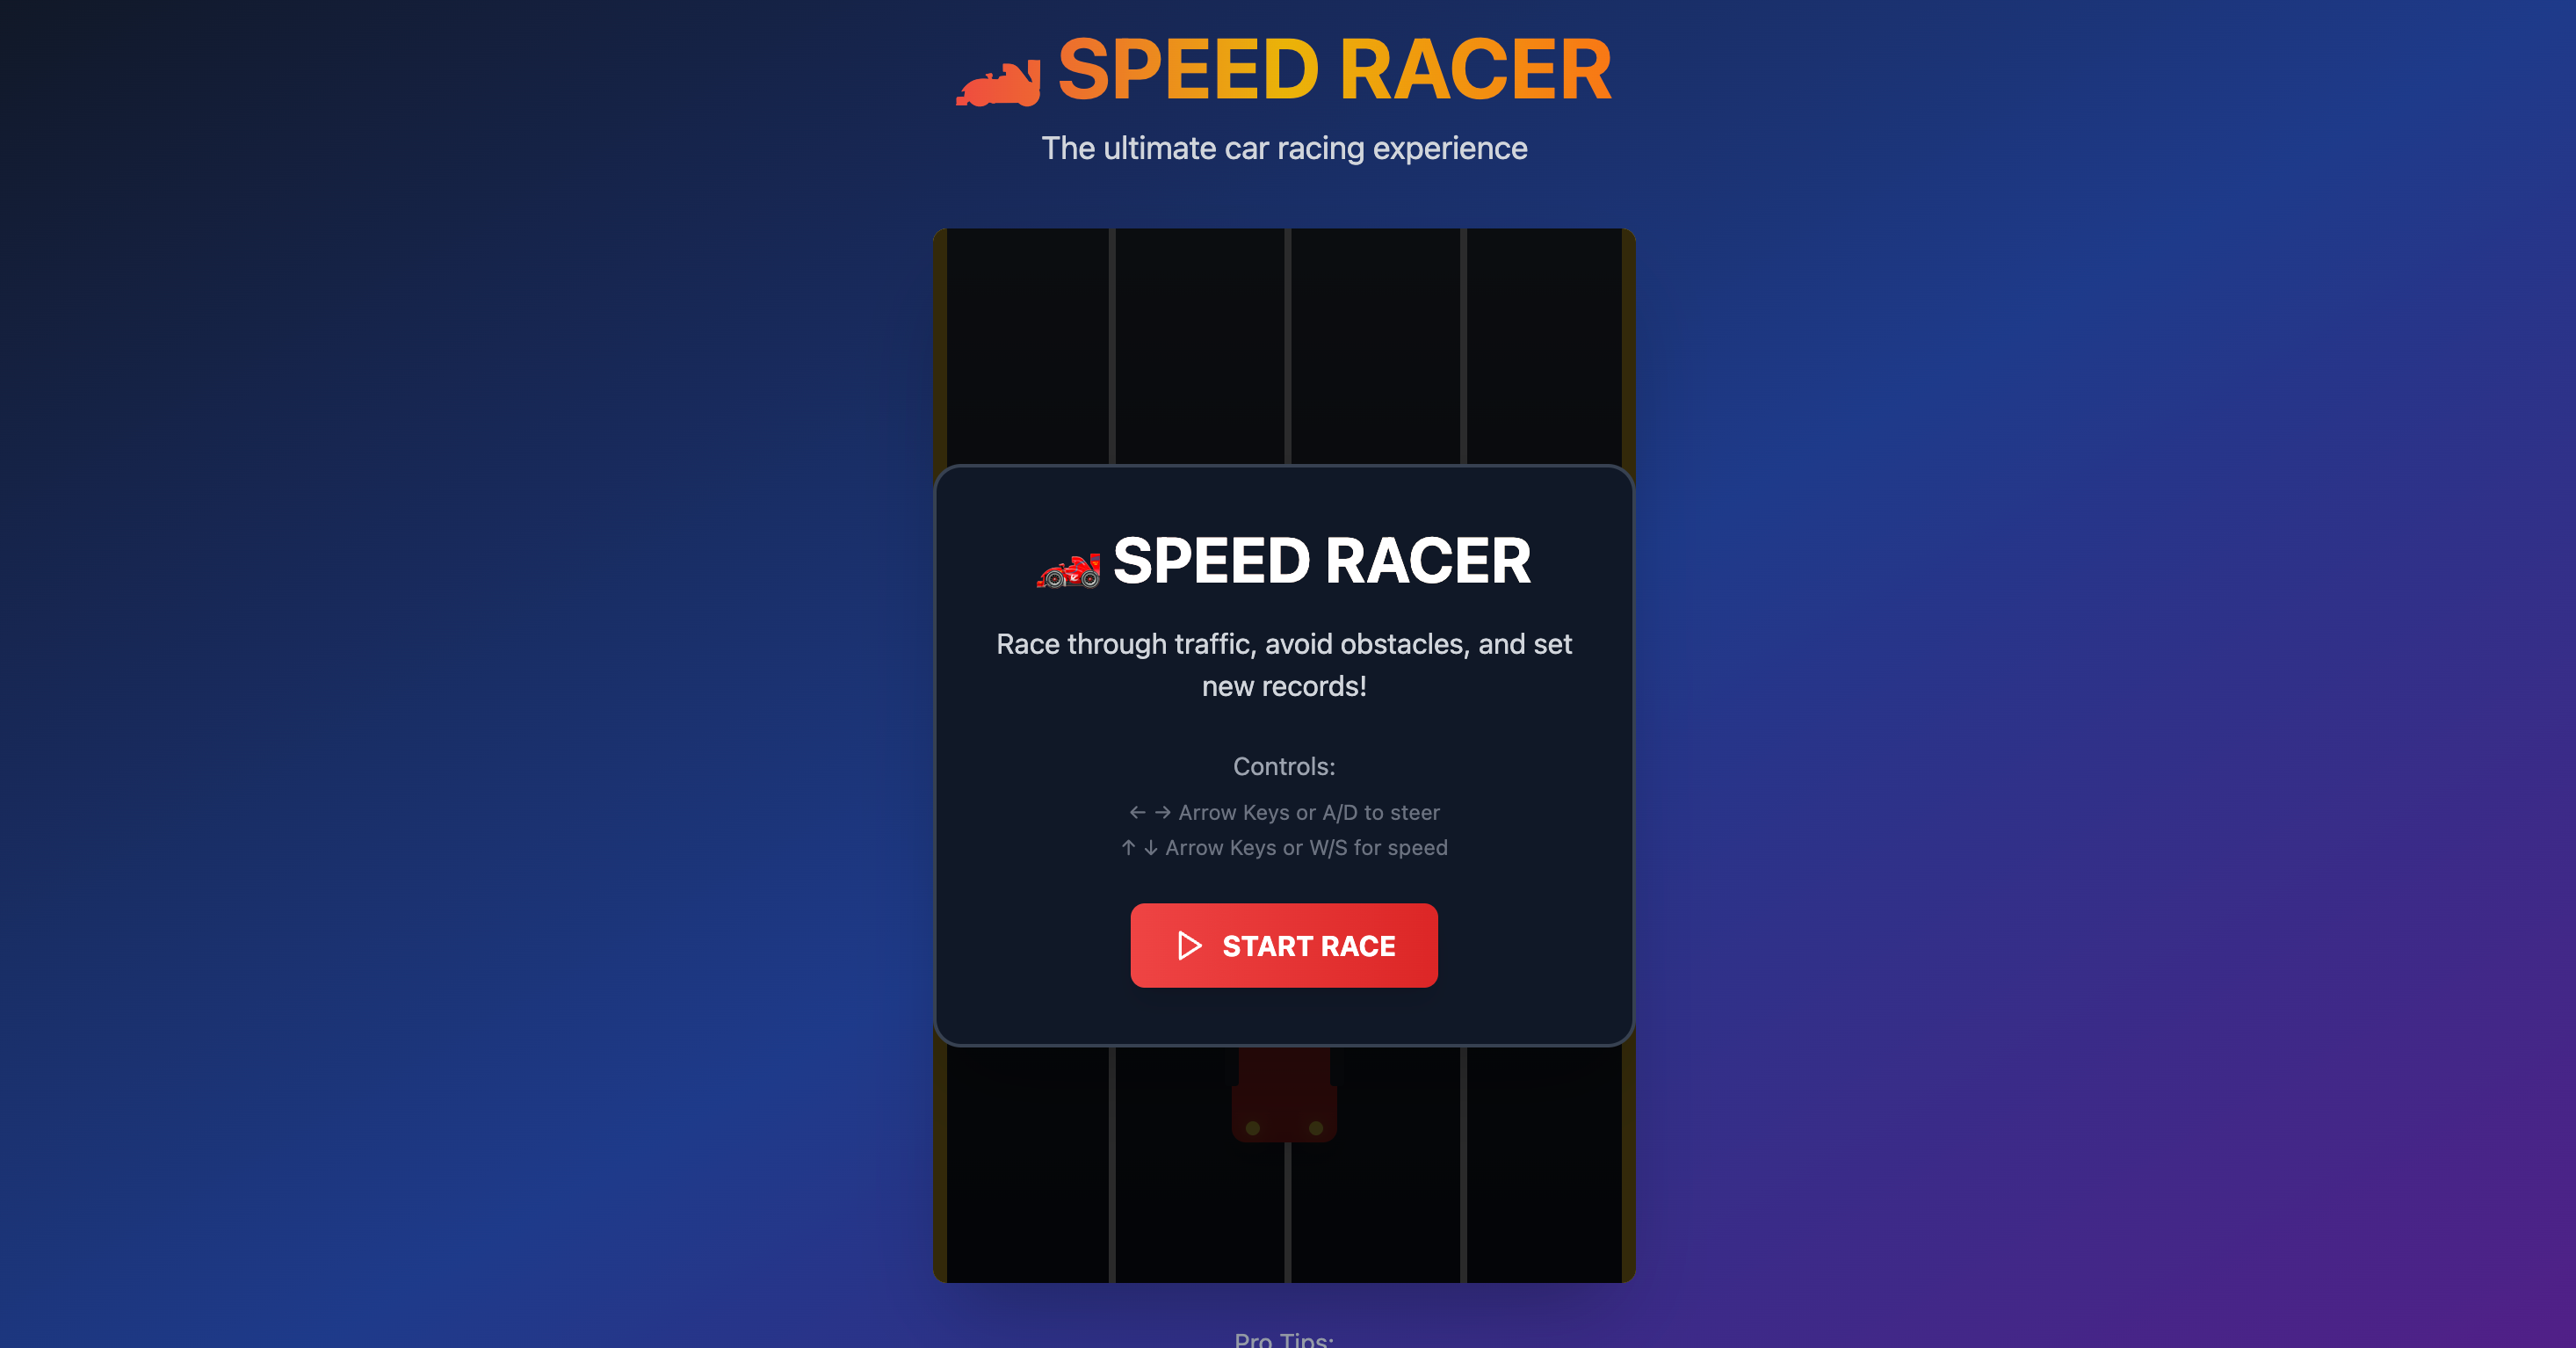 SPEED RACER
The ultimate car racing experience
SPEED RACER
Race through traffic, avoid obstacles, and set
new records!
Controls:
← → Arrow Keys or A/D to steer
↑ ↓ Arrow Keys or W/S for speed
START RACE
Pro Tips: